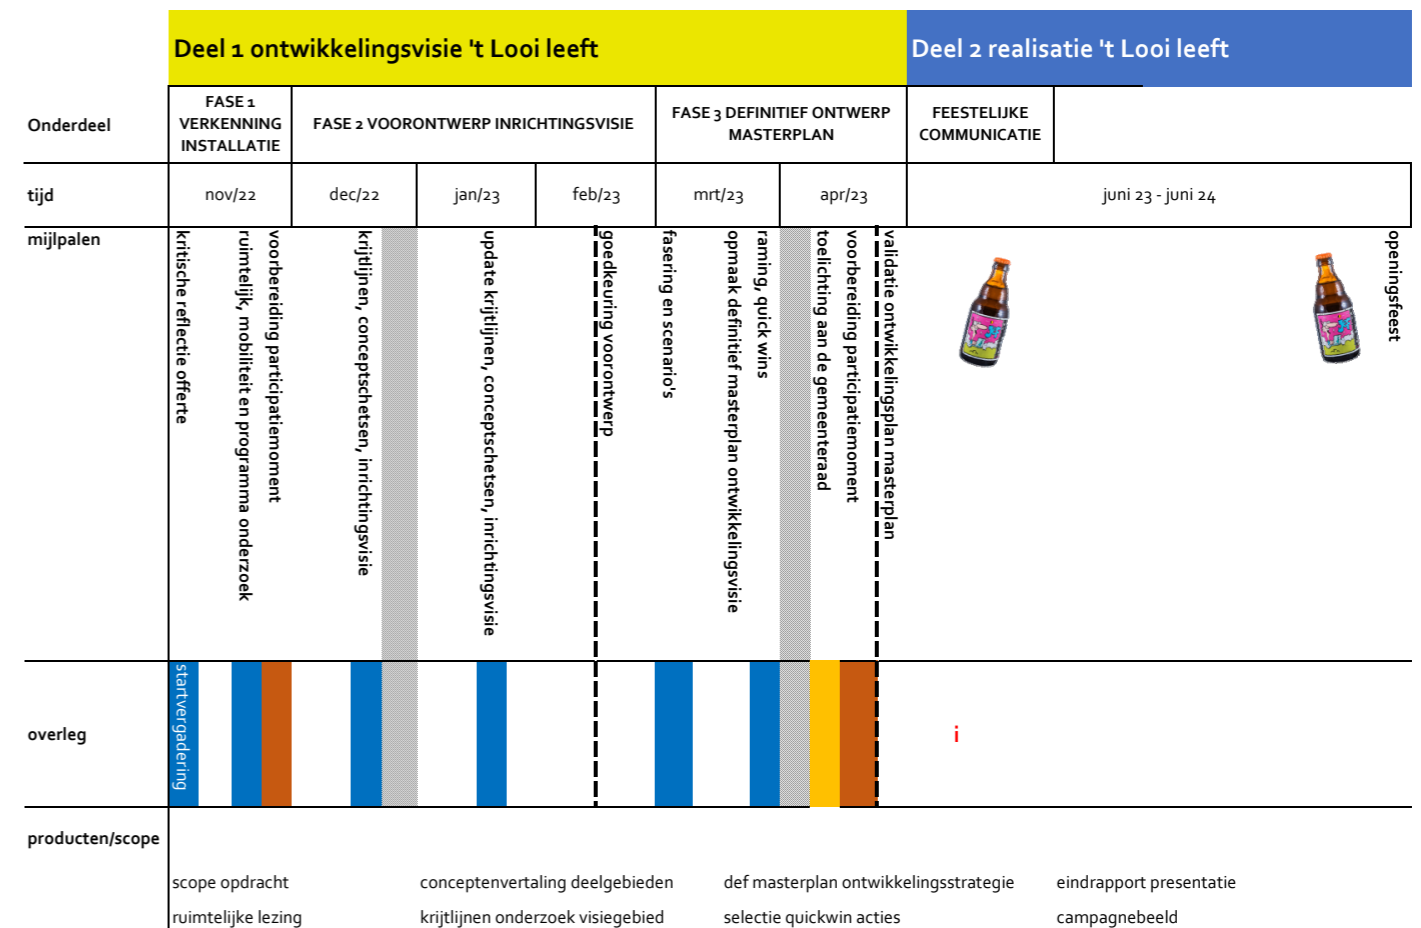 Deel 1 ontwikkelingsvisie 't Looi leeft
Deel 2 realisatie 't Looi leeft
Onderdeel
FASE 1
VERKENNING
INSTALLATIE
FASE 2 VOORONTWERP INRICHTINGSVISIE
FASE 3 DEFINITIEF ONTWERP
MASTERPLAN
FEESTELIJKE
COMMUNICATIE
tijd
nov/22
dec/22
jan/23
feb/23
mrt/23
apr/23
juni 23 - juni 24
mijlpalen
kritische reflectie offerte
ruimtelijk, mobiliteit en programma onderzoek
voorbereiding participatiemoment
krijtlijnen, conceptschetsen, inrichtingsvisie
update krijtlijnen, conceptschetsen, inrichtingsvisie
goedkeuring voorontwerp
fasering en scenario's
opmaak definitief masterplan ontwikkelingsvisie
raming, quick wins
toelichting aan de gemeenteraad
voorbereiding participatiemoment
validatie ontwikkelingsplan masterplan
openingsfeest
overleg
startvergadering
i
producten/scope
scope opdracht
conceptenvertaling deelgebieden
def masterplan ontwikkelingsstrategie
eindrapport presentatie
ruimtelijke lezing
krijtlijnen onderzoek visiegebied
selectie quickwin acties
campagnebeeld